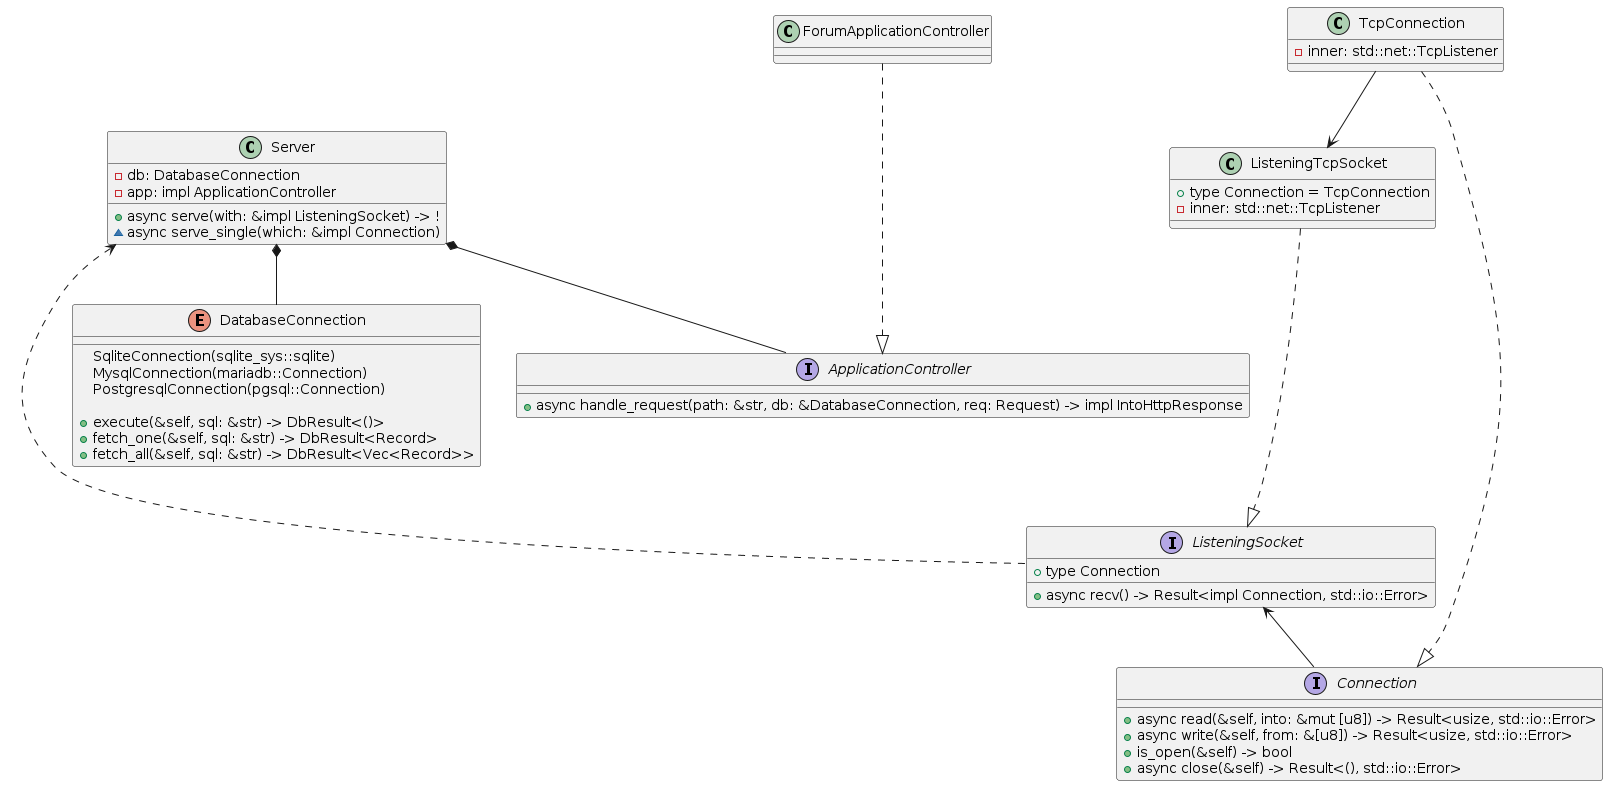 C ForumApplicationController
C TcpConnection
inner: std::net::TcpListener
C Server
db: DatabaseConnection
app: impl ApplicationController
async serve(with: &impl ListeningSocket) -> !
async serve_single(which: &impl Connection)
C ListeningTcpSocket
type Connection = TcpConnection
inner: std::net::TcpListener
E DatabaseConnection
SqliteConnection(sqlite_sys::sqlite)
MysqlConnection(mariadb::Connection)
PostgresqlConnection(pgsql::Connection)
execute(&self, sql: &str) -> DbResult<()>
fetch_one(&self, sql: &str) -> DbResult<Record>
fetch_all(&self, sql: &str) -> DbResult<Vec<Record>>
I ApplicationController
async handle_request(path: &str, db: &DatabaseConnection, req: Request) -> impl IntoHttpResponse
I ListeningSocket
type Connection
async recv() -> Result<impl Connection, std::io::Error>
I Connection
async read(&self, into: &mut [u8]) -> Result<usize, std::io::Error>
async write(&self, from: &[u8]) -> Result<usize, std::io::Error>
is_open(&self) -> bool
async close(&self) -> Result<(), std::io::Error>